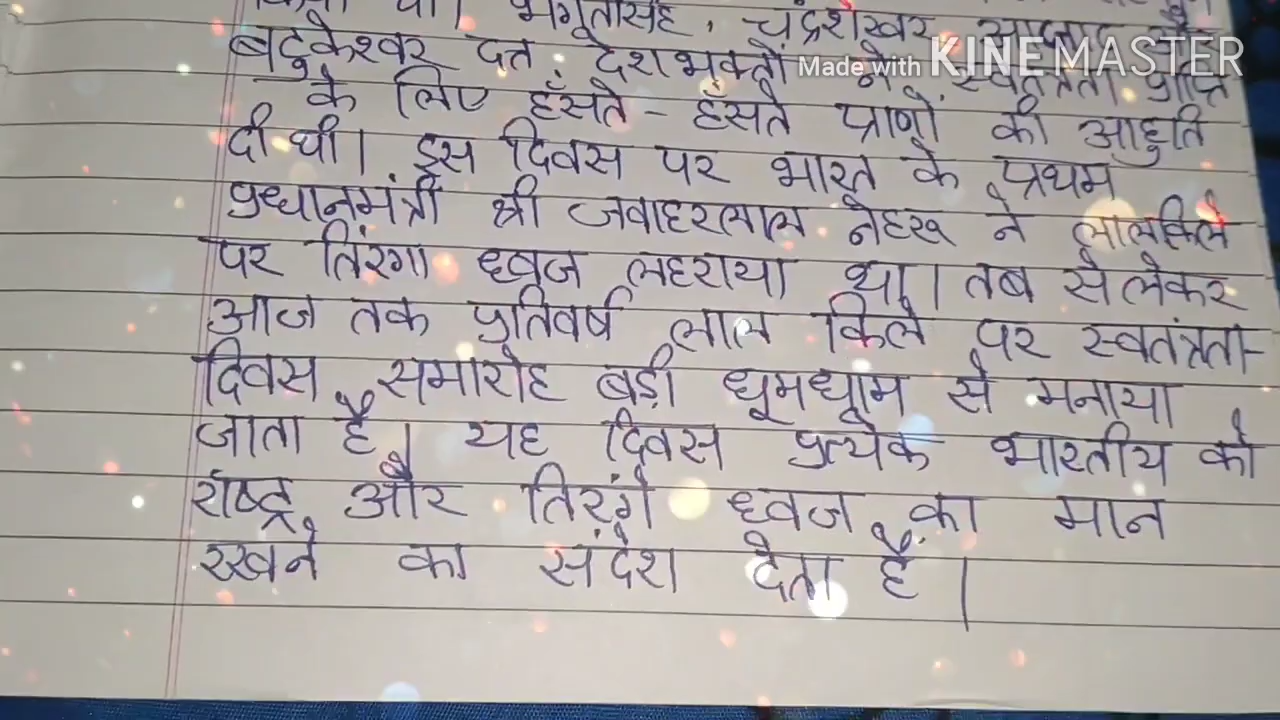 था। भगतसिंह, चंद्रशेखर
बटुकेश्वर दत्त देशभक्तों ने स्वतंत्रता प्राप्ति
Made with KINEMASTER
के लिए हँसते - हँसते प्राणों की आहुति
दी थी। इस दिवस पर भारत के प्रथम
प्रधानमंत्री श्री जवाहरलाल नेहरू ने लालकिले
पर तिंरगा ध्वज लहराया था। तब से लेकर
आज तक प्रतिवर्ष लाल किले पर स्वतंत्रता-
दिवस समारोह बड़ी धूमधाम से मनाया
जाता है। यह दिवस प्रत्येक भारतीय को
राष्ट्र और तिरंगे ध्वज का मान
रखने का संदेश देता है।